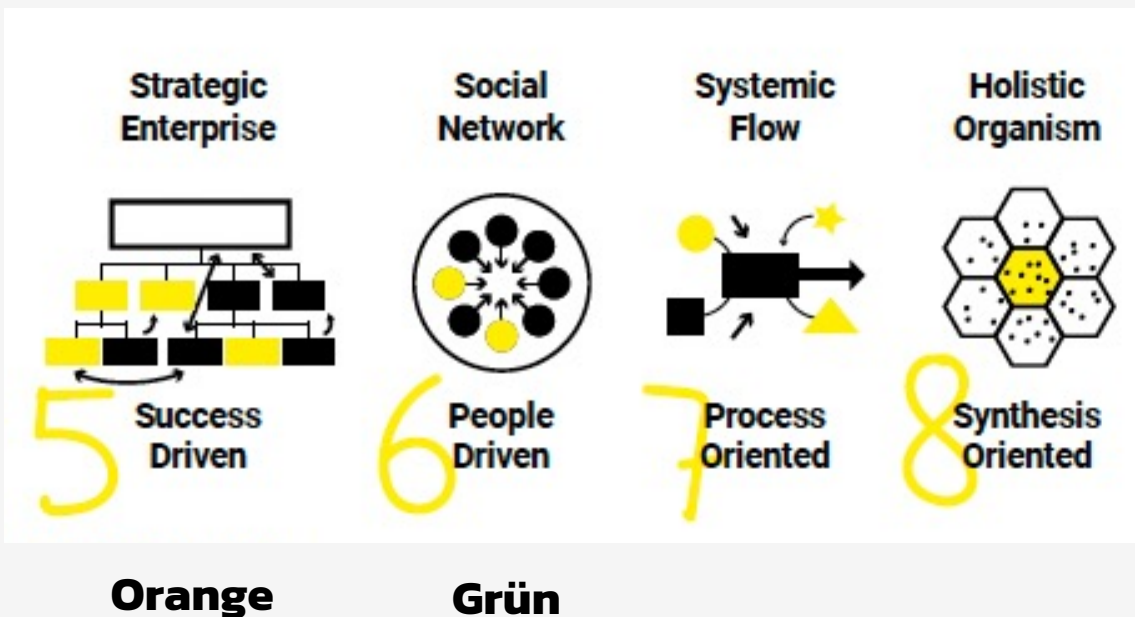 Strategic
Enterprise
Social
Network
Systemic
Flow
Holistic
Organism
5
Success
Driven
6
People
Driven
7
Process
Oriented
8
Synthesis
Oriented
Orange
Grün